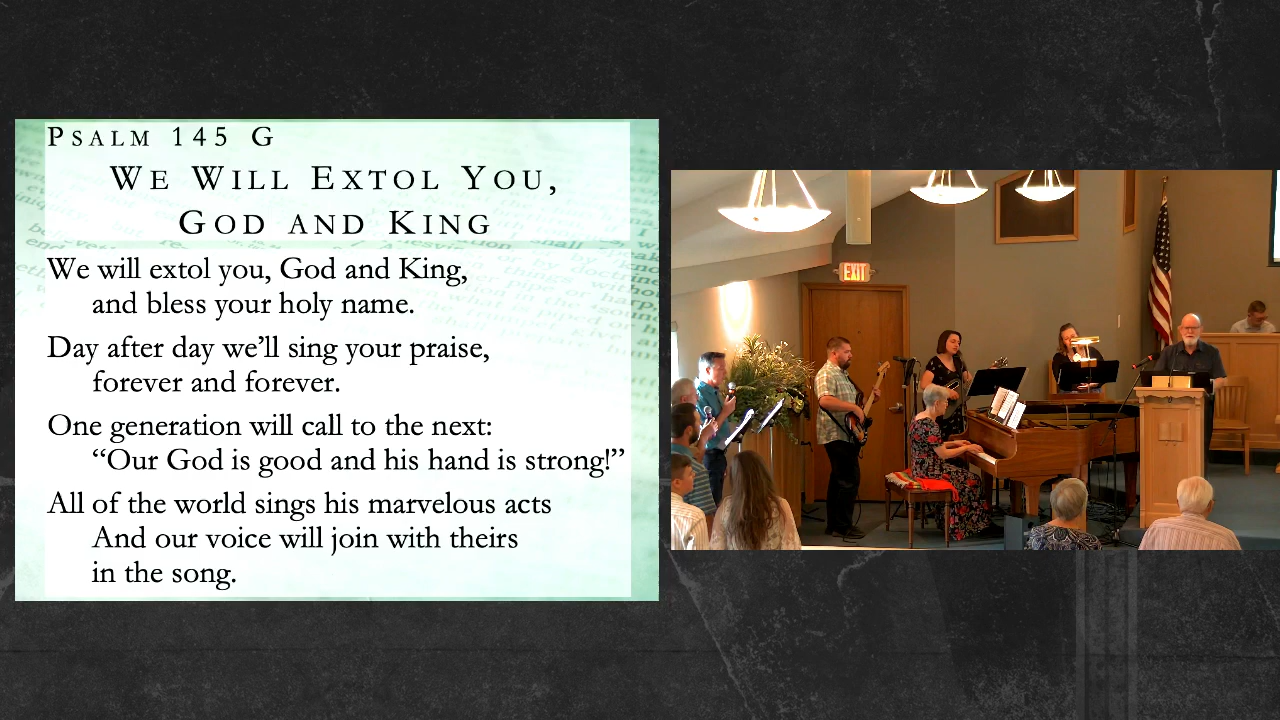 PSALM 145 G
WE WILL EXTOL YOU,
GOD AND KING
We will extol you, God and King,
and bless your holy name.
Day after day we’ll sing your praise,
forever and forever.
One generation will call to the next:
“Our God is good and his hand is strong!”
All of the world sings his marvelous acts
And our voice will join with theirs
in the song.
EXIT